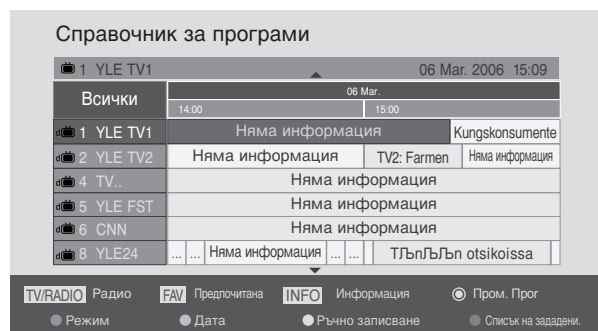 Справочник за програми
1 YLE TV1 06 Mar. 2006 15:09
Всички 06 Mar.
14:00 15:00
1 YLE TV1 Няма информация Kungskonsumente
2 YLE TV2 Няма информация TV2: Farmen Няма информация
4 TV.. Няма информация
5 YLE FST Няма информация
6 CNN Няма информация
8 YLE24 ... ... Няма информация ... ... TЉnЉЉn otsikoissa
TV/RADIO Радио FAV Предпочитана INFO Информация Пром. Прог
Режим Дата Ръчно записване Списък на зададени.